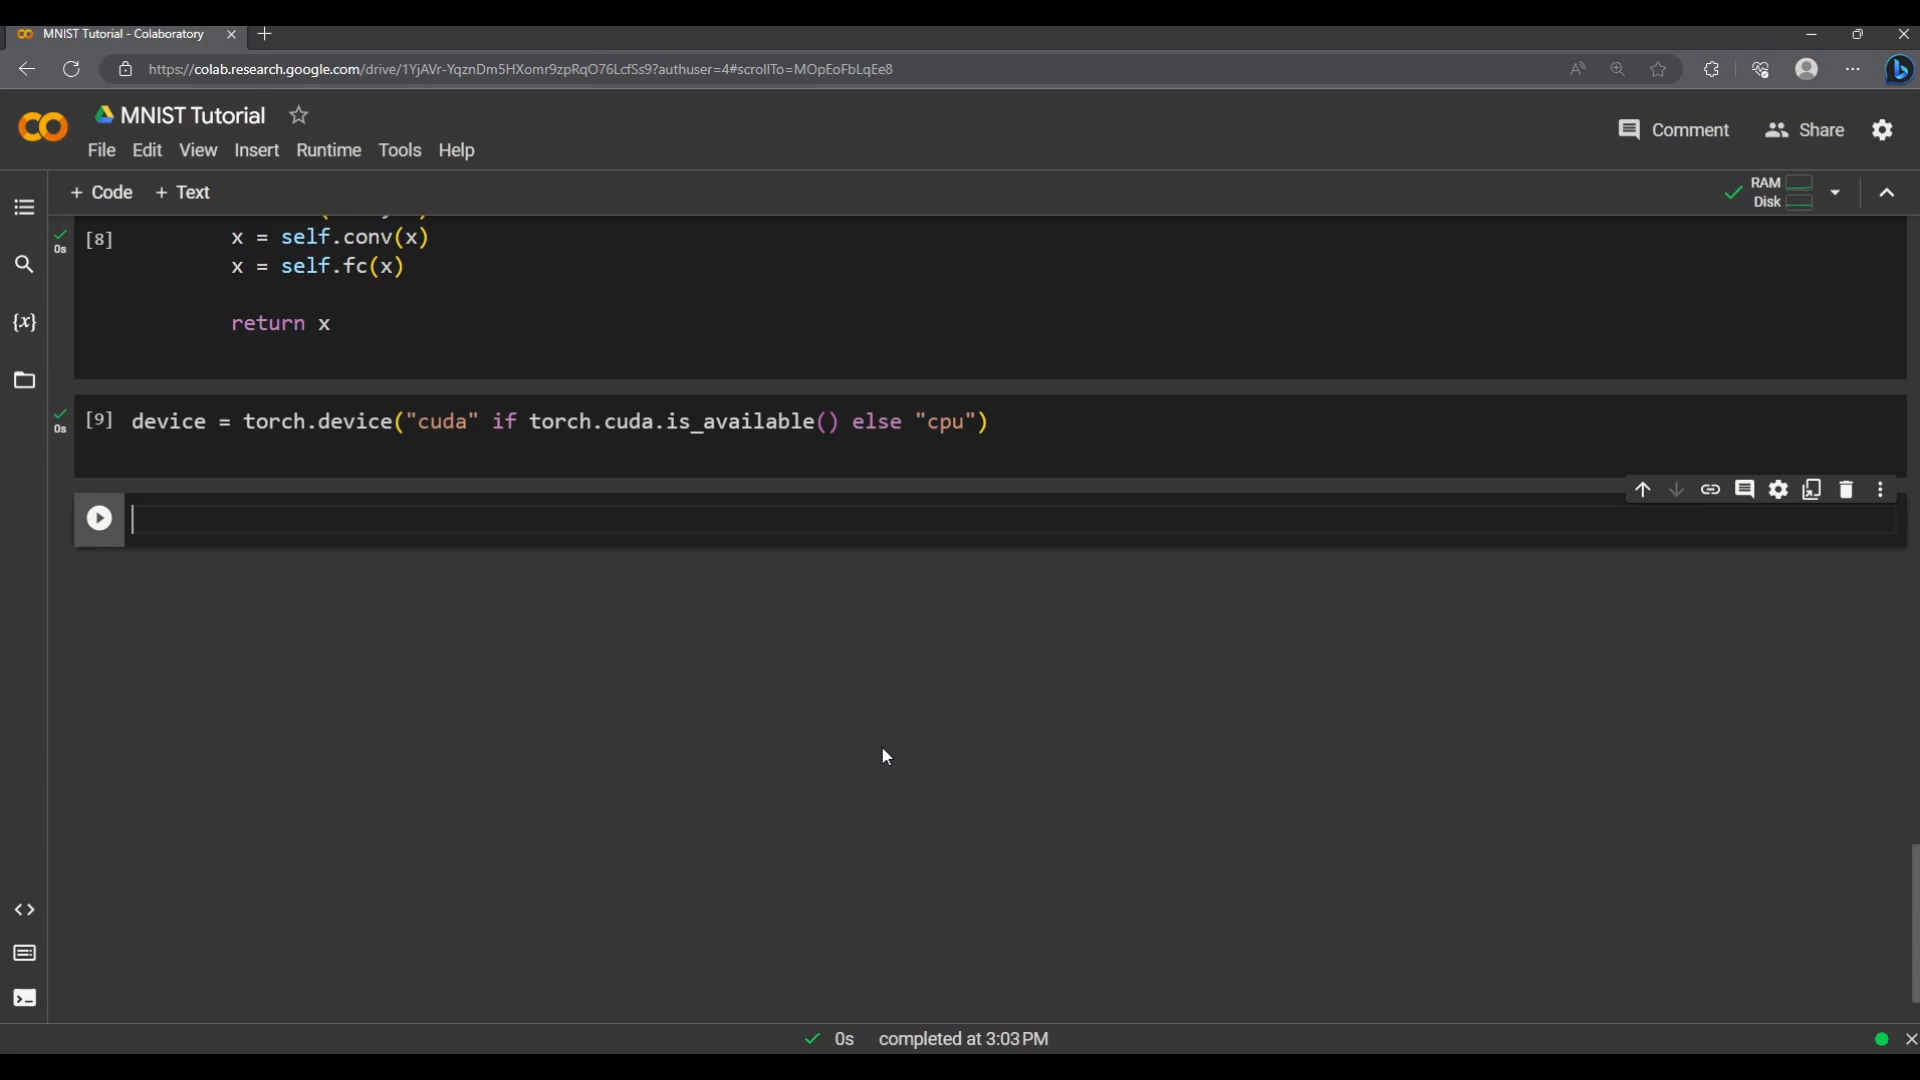 MNIST Tutorial - Colaboratory
https://colab.research.google.com/drive/1YjAVr-YqznDm5HXomr9zpRqO76LcfSs9?authuser=4#scrollTo=MOpEoFbLqEe8
MNIST Tutorial
File Edit View Insert Runtime Tools Help
Comment Share
+ Code + Text
RAM
Disk
0s [8] x = self.conv(x)
x = self.fc(x)
return x
0s [9] device = torch.device("cuda" if torch.cuda.is_available() else "cpu")
{x}
0s completed at 3:03 PM